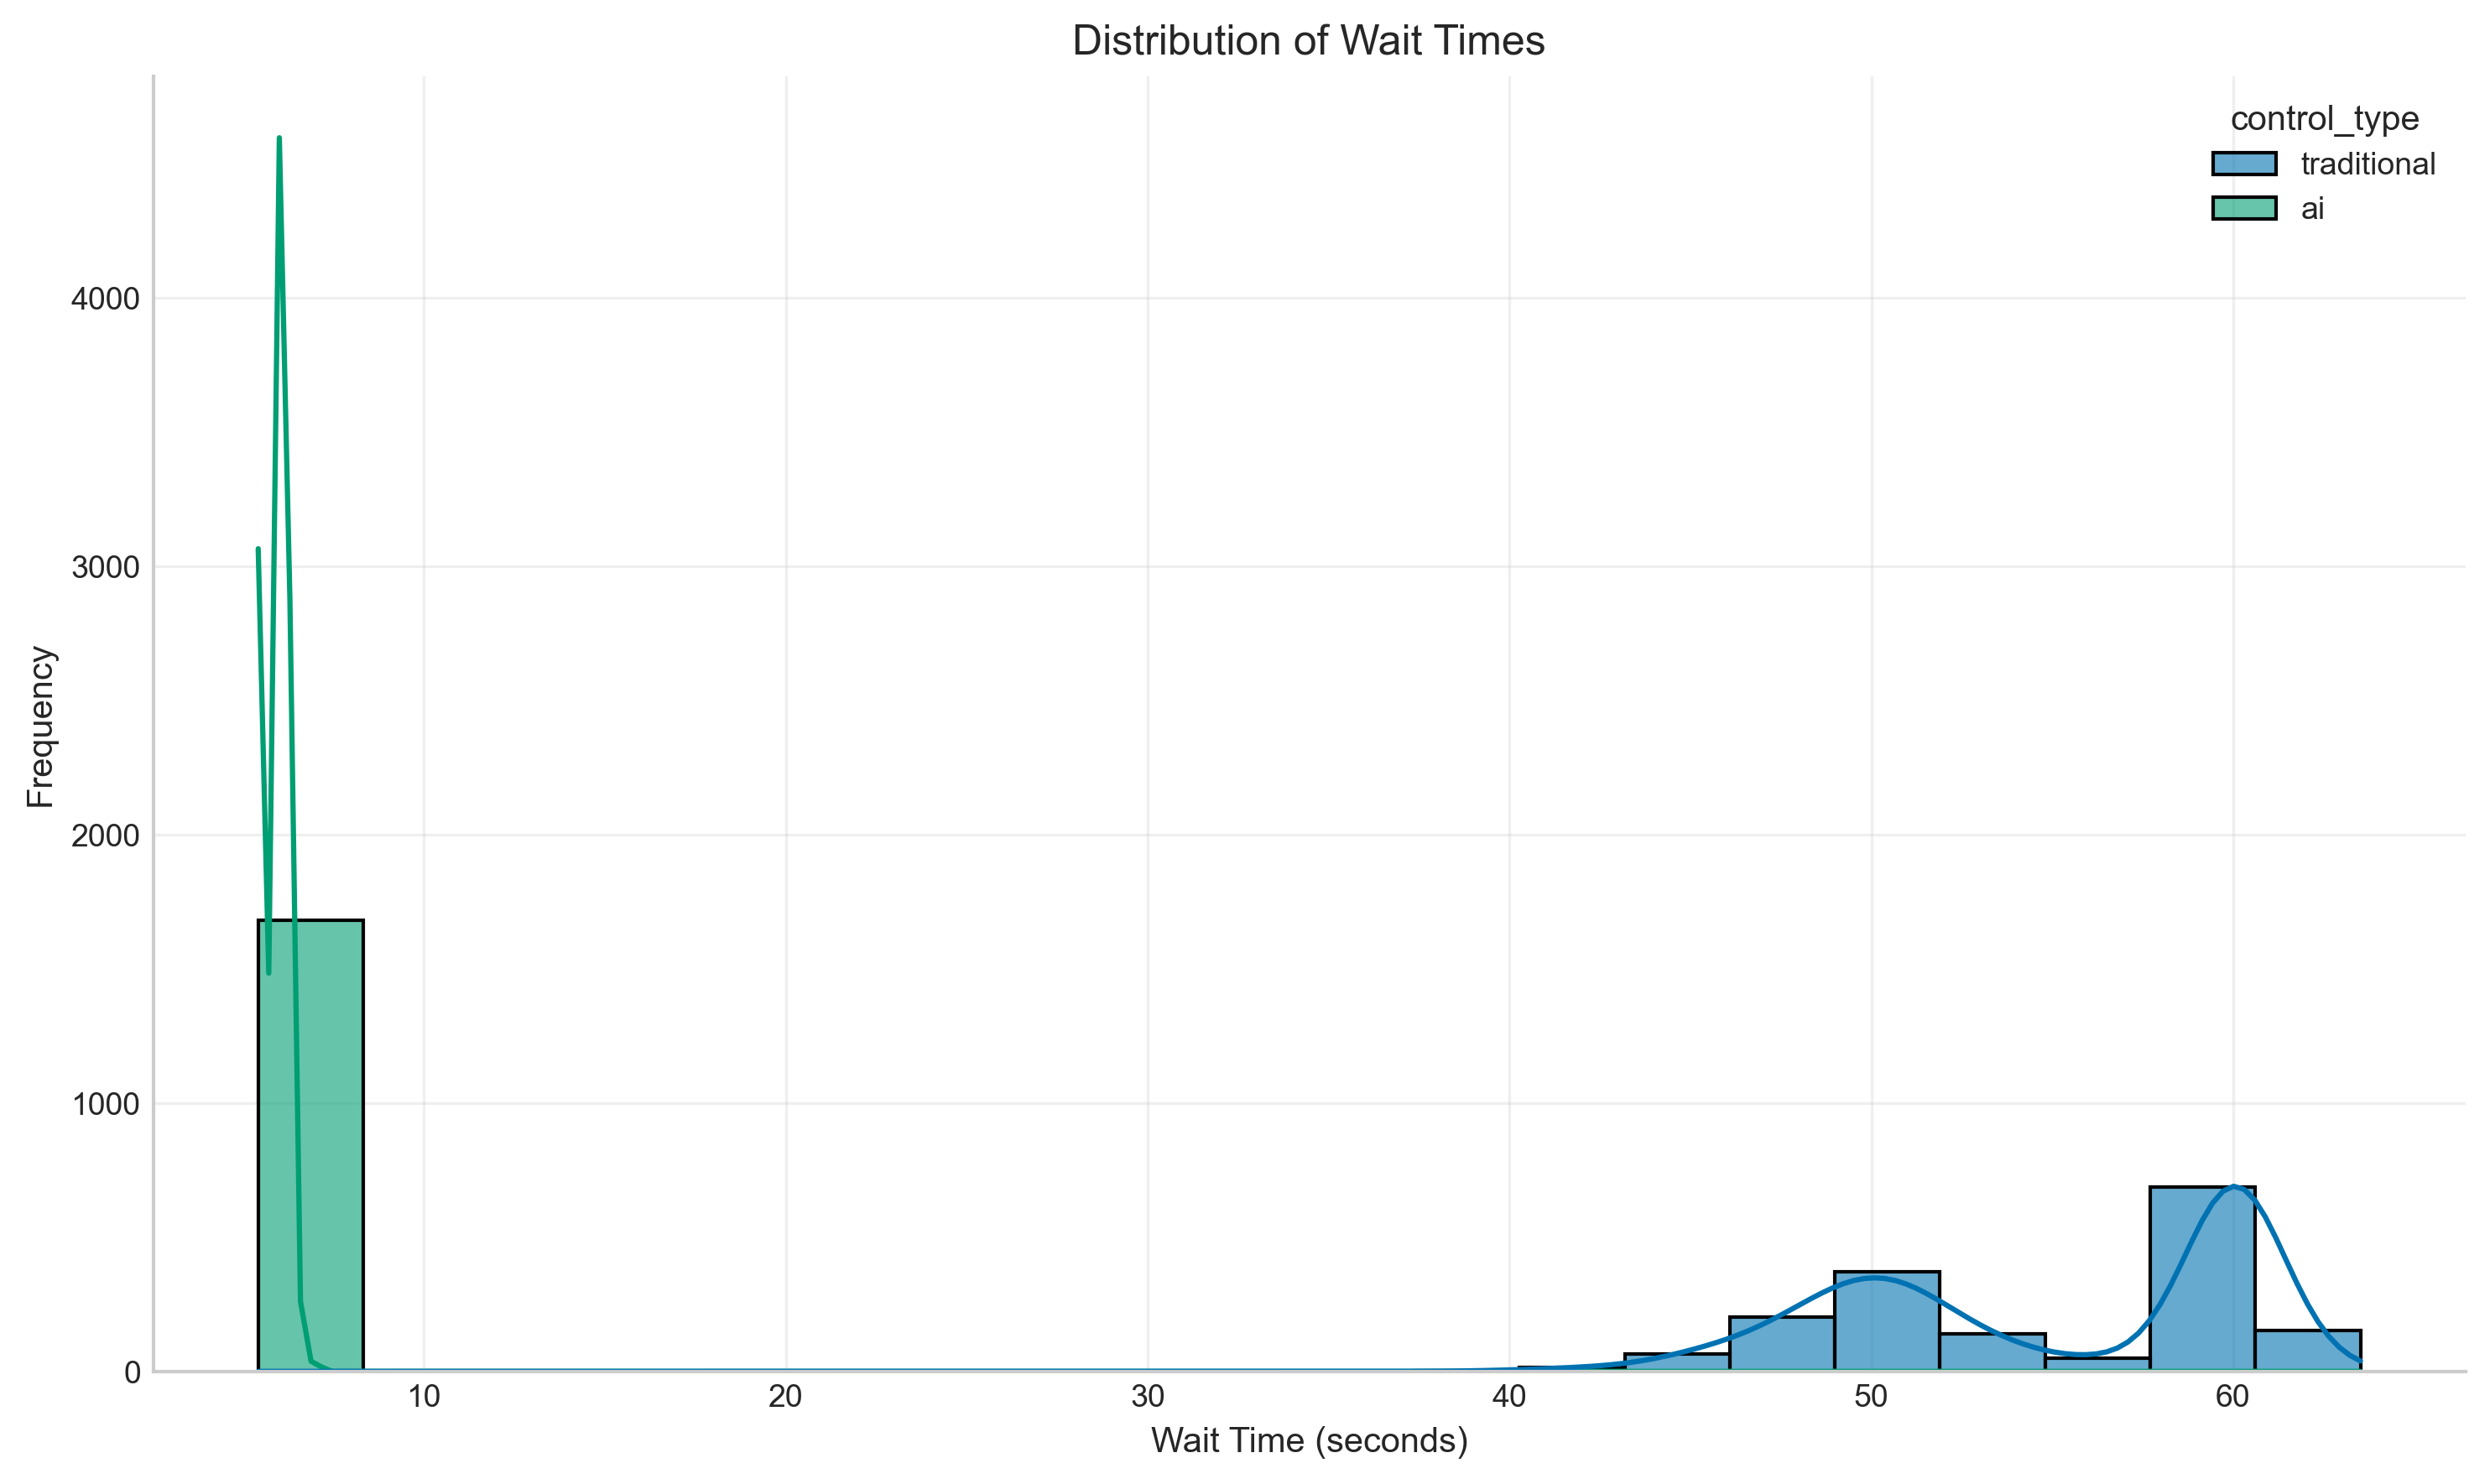 Distribution of Wait Times
control_type
traditional
ai
4000
3000
2000
1000
0
Frequency
10
20
30
40
50
60
Wait Time (seconds)